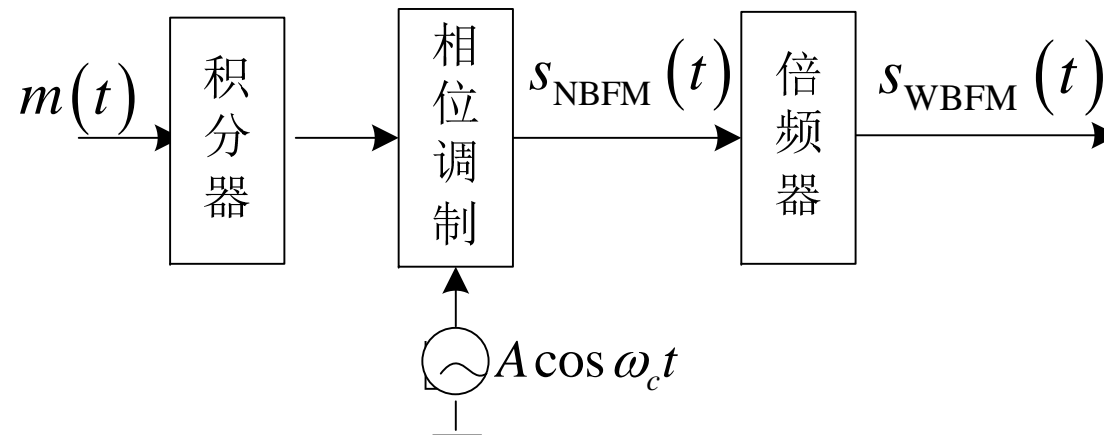 m(t)
积分器
相位调制
s_NBFM(t)
倍频器
s_WBFM(t)
A cos ω_c t